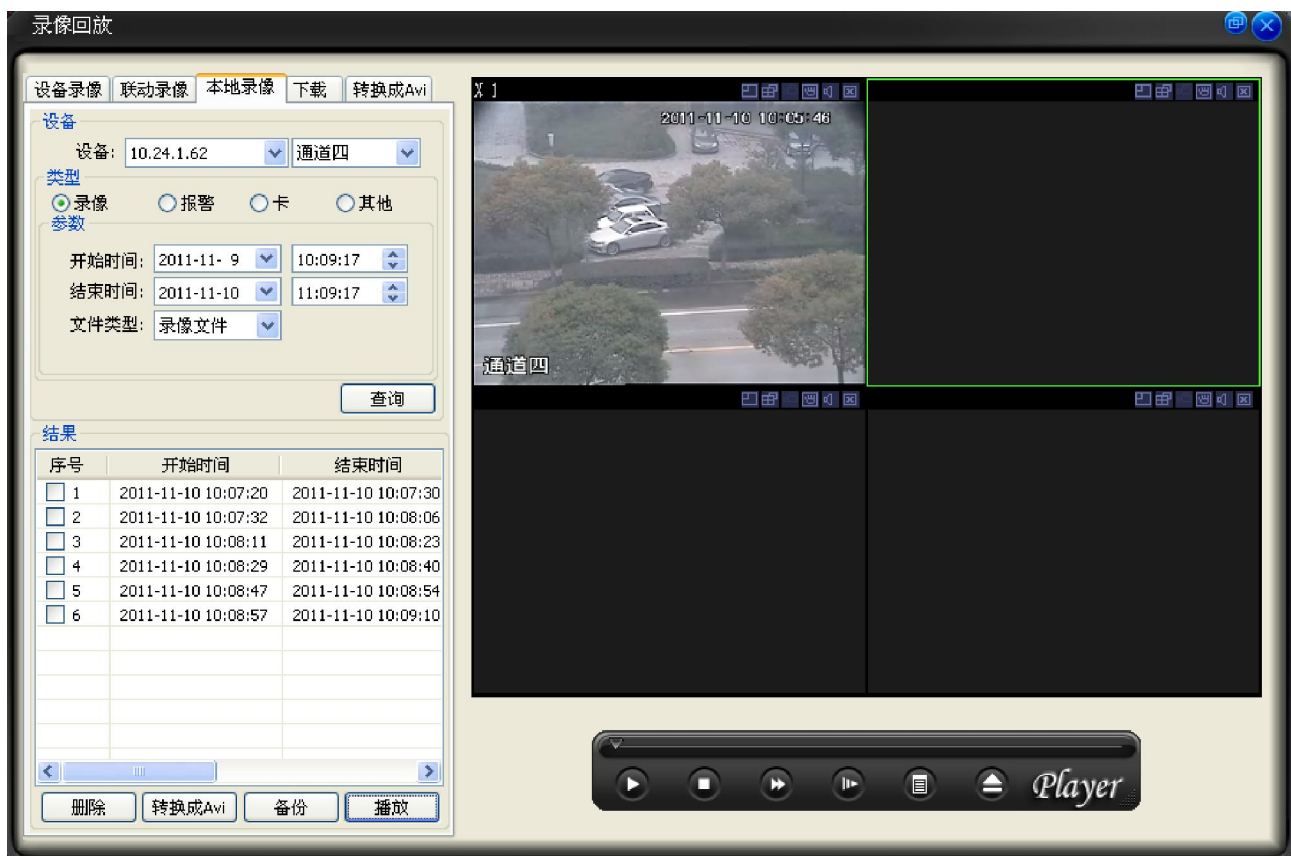 录像回放
设备录像 联动录像 本地录像 下载 转换成Avi
设备
设备: 10.24.1.62 通道四
类型
录像 报警 卡 其他
参数
开始时间: 2011-11- 9 10:09:17
结束时间: 2011-11-10 11:09:17
文件类型: 录像文件
查询
结果
序号 开始时间 结束时间
1 2011-11-10 10:07:20 2011-11-10 10:07:30
2 2011-11-10 10:07:32 2011-11-10 10:08:06
3 2011-11-10 10:08:11 2011-11-10 10:08:23
4 2011-11-10 10:08:29 2011-11-10 10:08:40
5 2011-11-10 10:08:47 2011-11-10 10:08:54
6 2011-11-10 10:08:57 2011-11-10 10:09:10
删除 转换成Avi 备份 播放
X 1
2011-11-10 10:05:46
通道四
Player